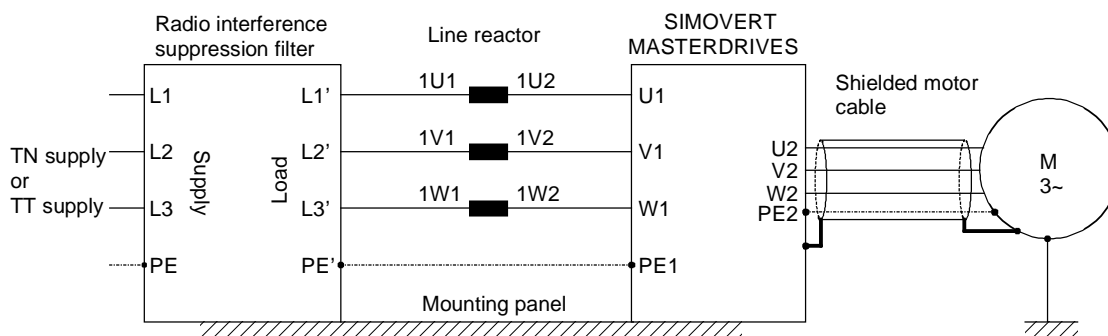 Radio interference
suppression filter
Line reactor
SIMOVERT
MASTERDRIVES
Shielded motor
cable
TN supply
or
TT supply
L1
L2
L3
PE
Supply
Load
L1’
L2’
L3’
PE’
1U1
1U2
1V1
1V2
1W1
1W2
U1
V1
W1
PE1
U2
V2
W2
PE2
M
3~
Mounting panel